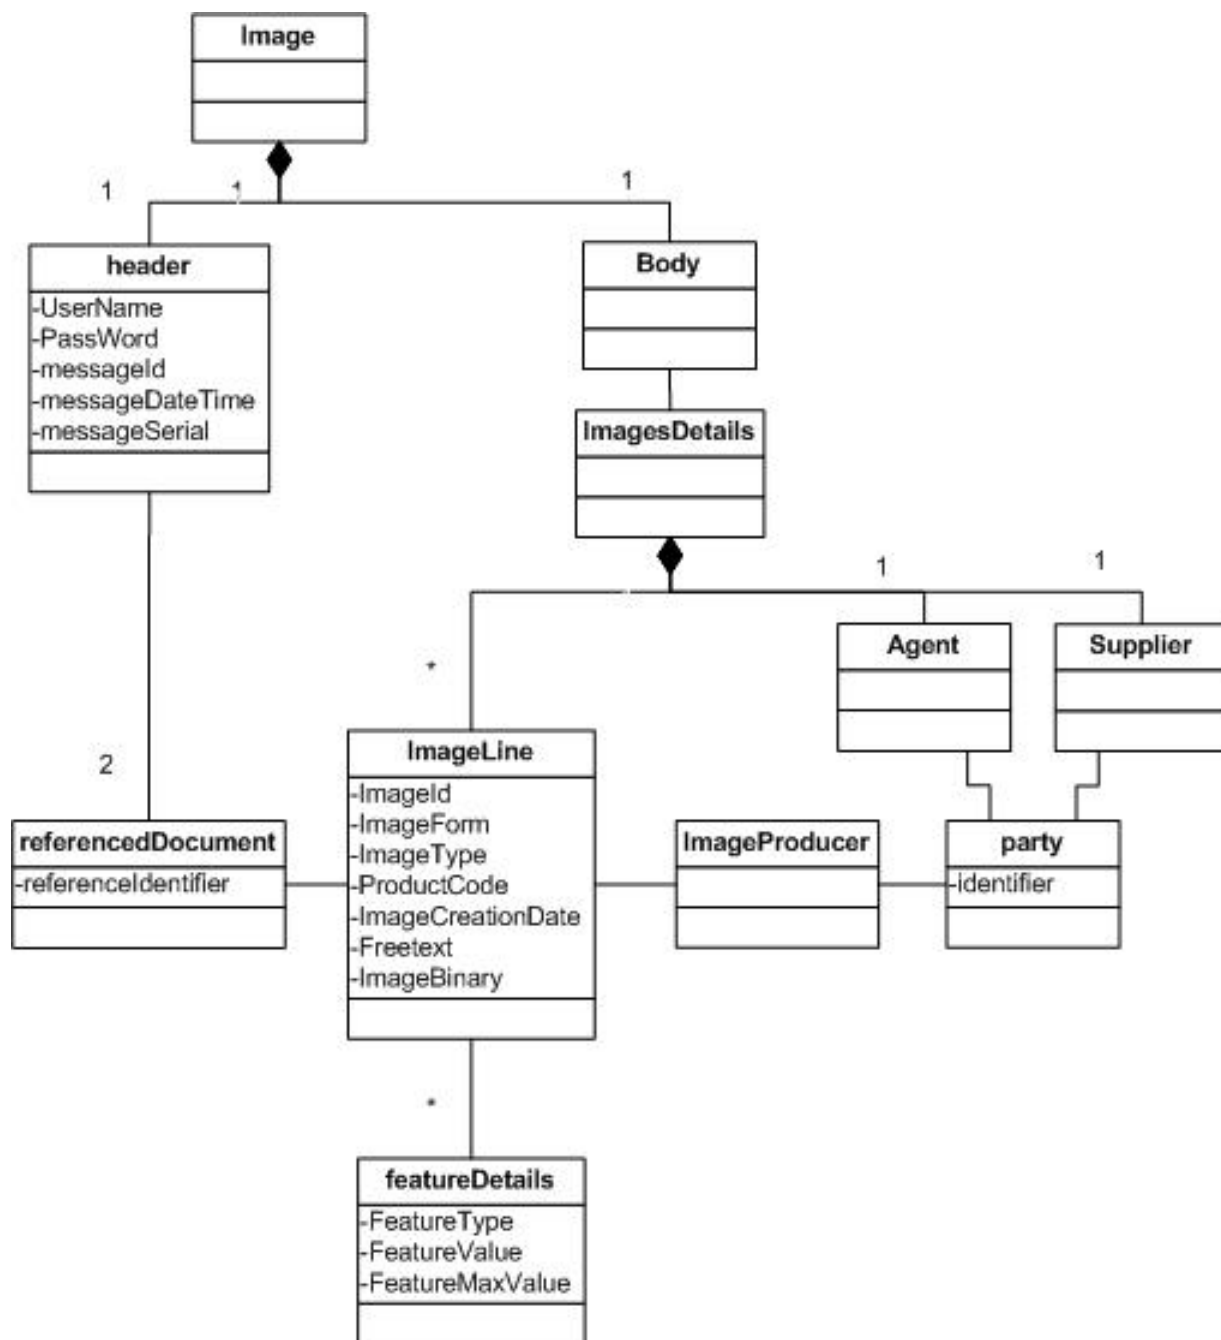 Image
1
1
1
header
-UserName
-PassWord
-messageId
-messageDateTime
-messageSerial
Body
ImagesDetails
1
1
Agent
Supplier
*
2
ImageLine
-ImageId
-ImageForm
-ImageType
-ProductCode
-ImageCreationDate
-Freetext
-ImageBinary
referencedDocument
-referenceIdentifier
ImageProducer
party
-identifier
*
featureDetails
-FeatureType
-FeatureValue
-FeatureMaxValue